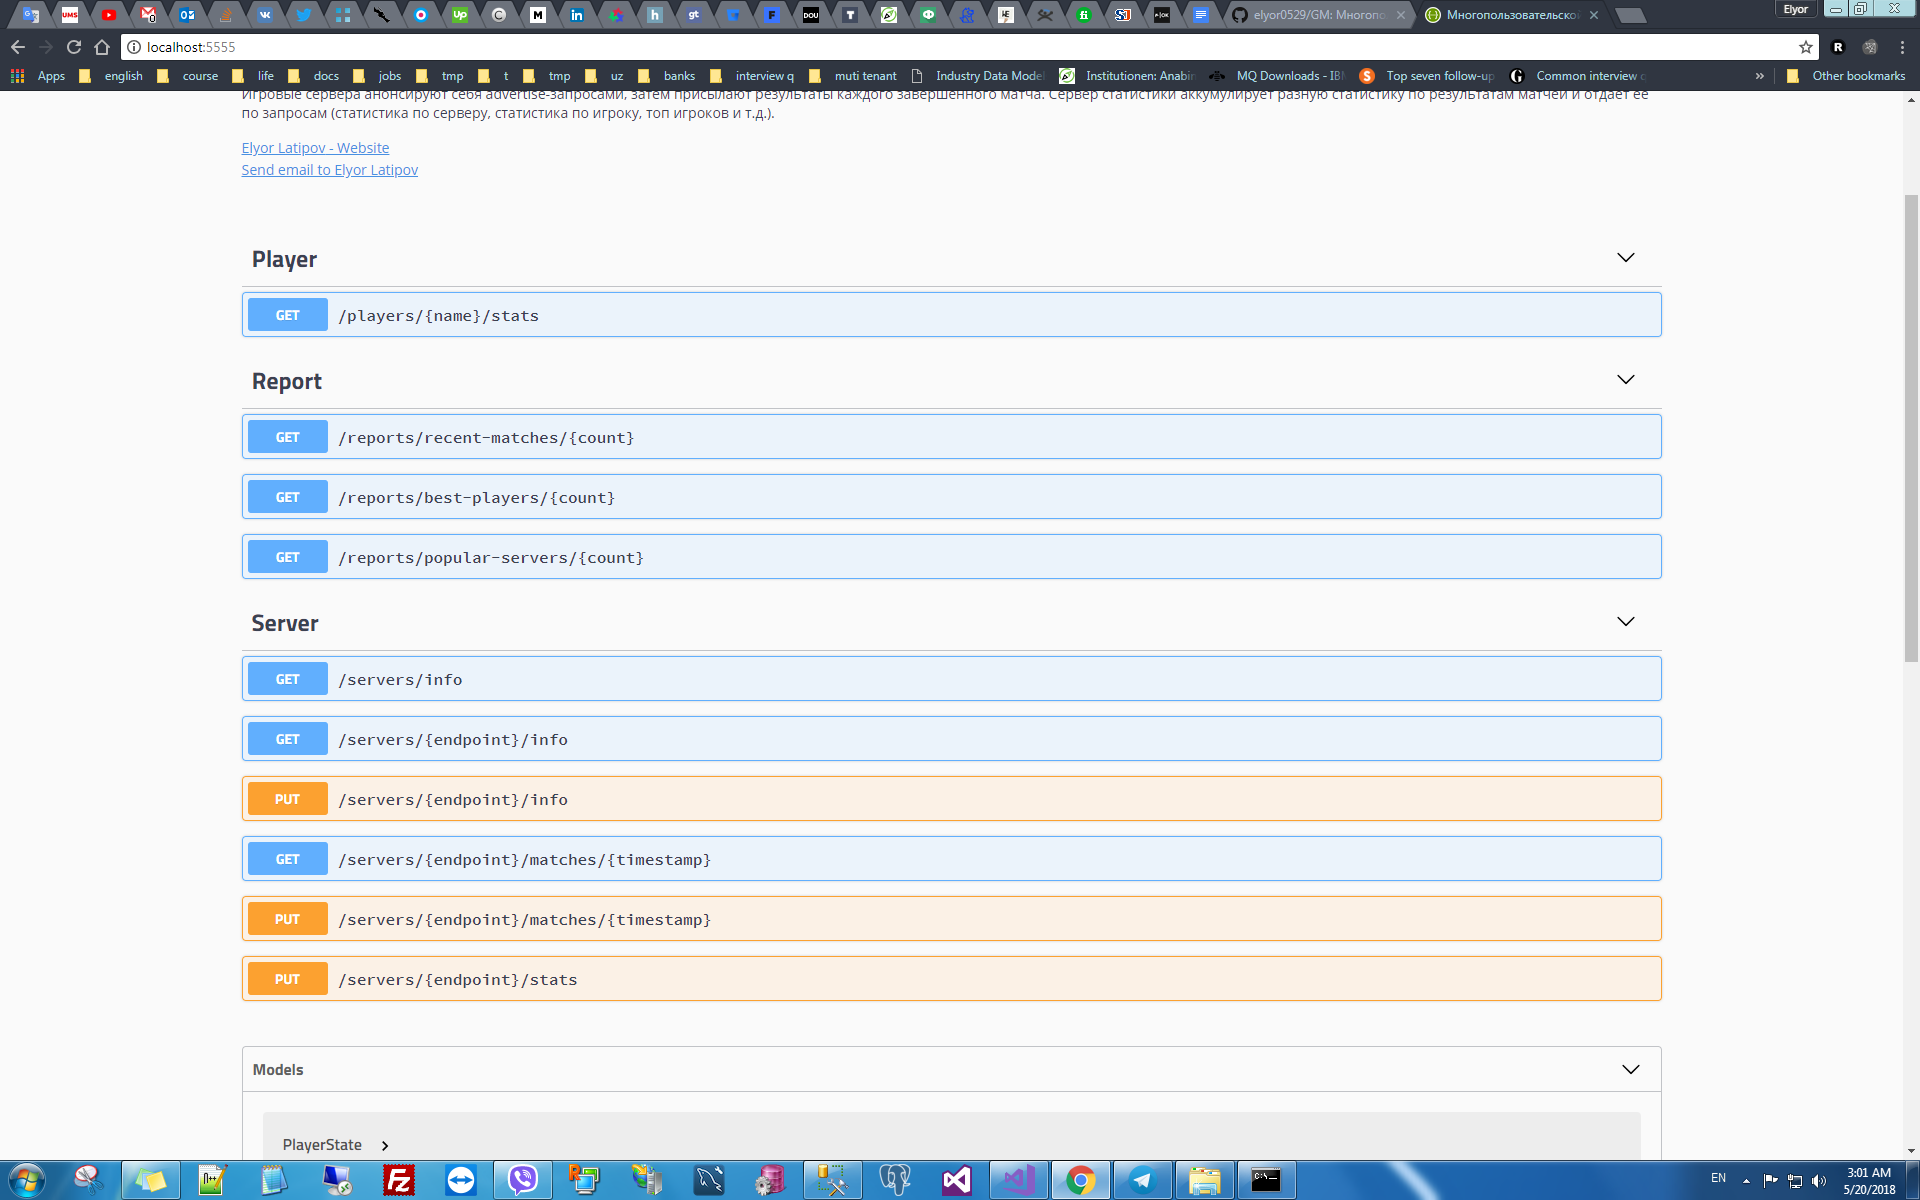 elyor0529/GM: Многопо
Многопользовательской
Elyor
localhost:5555
Apps english course life docs jobs tmp t tmp uz banks interview q muti tenant Industry Data Mode Institutionen: Anabin MQ Downloads - IBM Top seven follow-up Common interview q » Other bookmarks
Игровые сервера анонсируют себя advertise-запросами, затем присылают результаты каждого завершенного матча. Сервер статистики аккумулирует разную статистику по результатам матчей и отдает ее
по запросам (статистика по серверу, статистика по игроку, топ игроков и т.д.).
Elyor Latipov - Website
Send email to Elyor Latipov
Player
GET /players/{name}/stats
Report
GET /reports/recent-matches/{count}
GET /reports/best-players/{count}
GET /reports/popular-servers/{count}
Server
GET /servers/info
GET /servers/{endpoint}/info
PUT /servers/{endpoint}/info
GET /servers/{endpoint}/matches/{timestamp}
PUT /servers/{endpoint}/matches/{timestamp}
PUT /servers/{endpoint}/stats
Models
PlayerState
EN
3:01 AM
5/20/2018